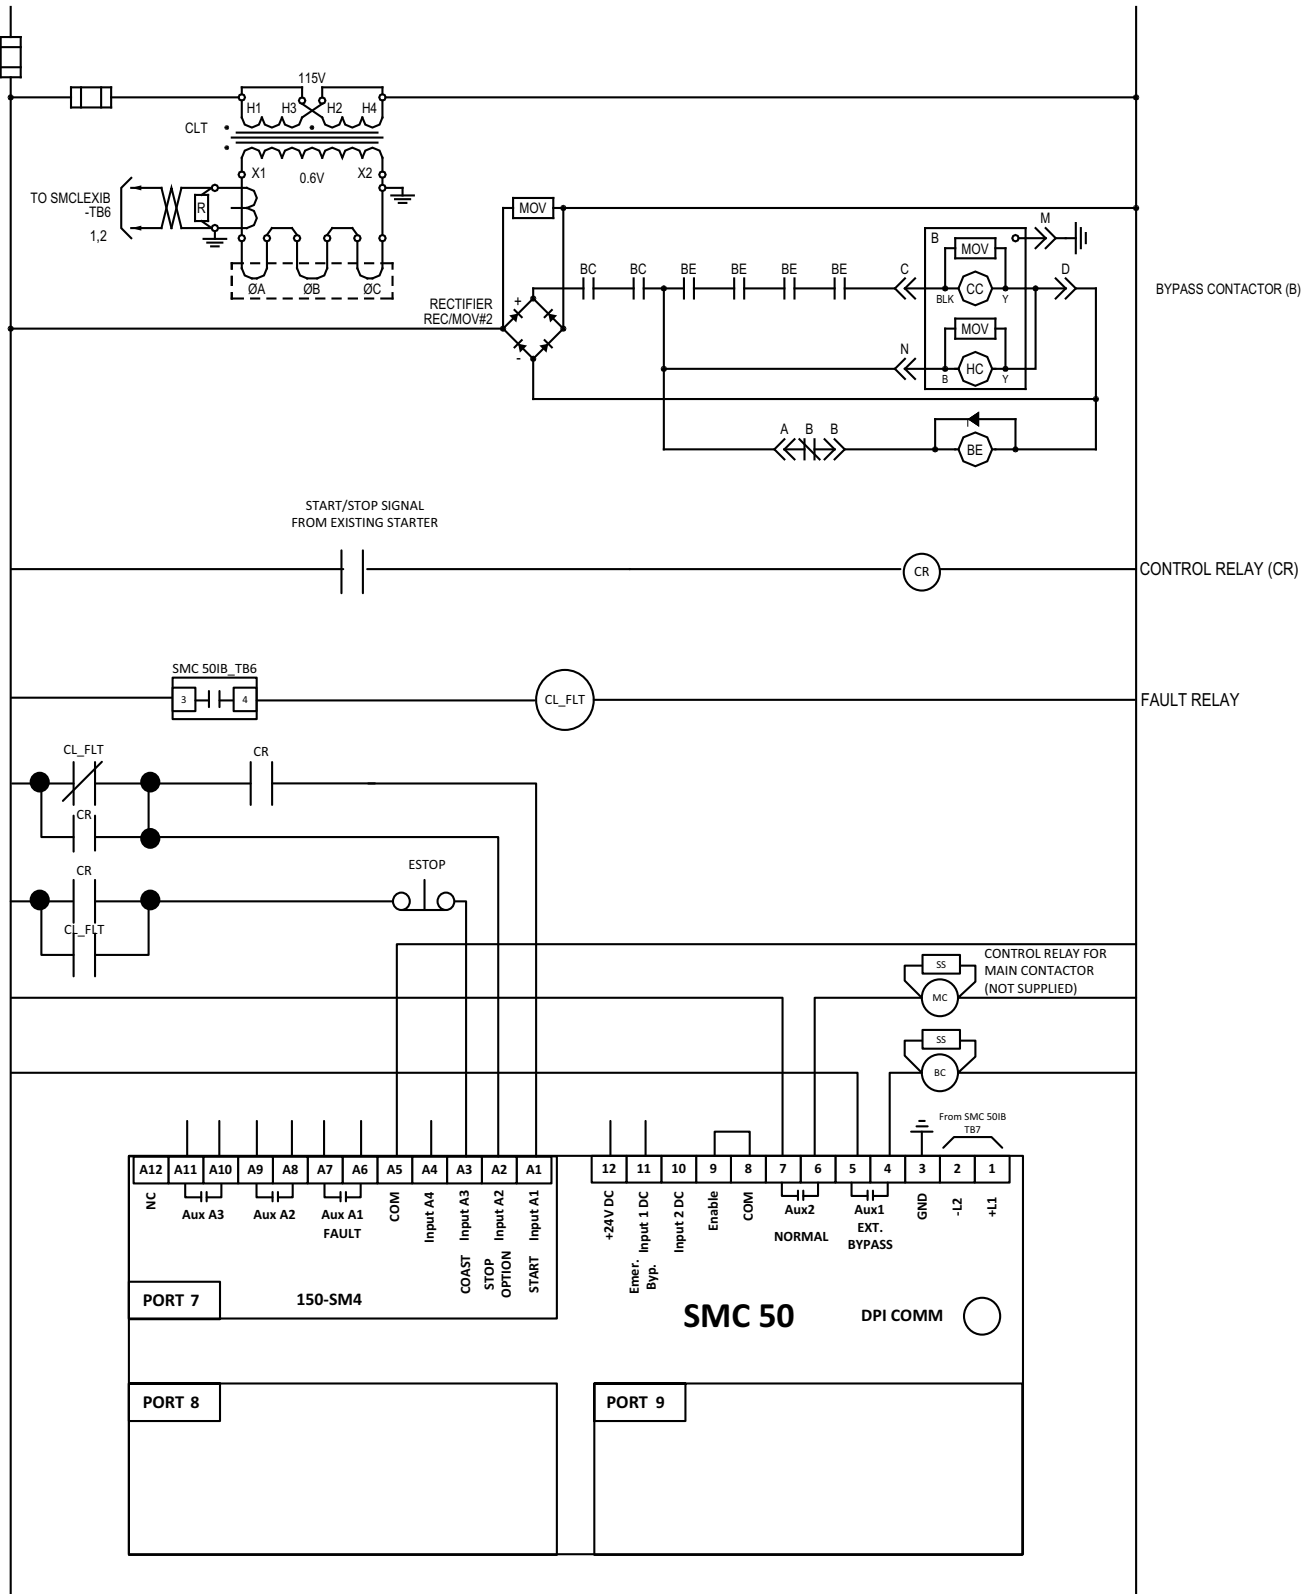 115V
H1 H3 H2 H4
CLT
X1 0.6V X2
TO SMCLEXIB
-TB6
1,2
R
ØA ØB ØC
MOV
RECTIFIER
REC/MOV#2
+
-
BC BC BE BE BE BE C
B
MOV
M
D
BLK CC Y
MOV
N
B HC Y
A B B
BE
BYPASS CONTACTOR (B)
START/STOP SIGNAL
FROM EXISTING STARTER
CR
CONTROL RELAY (CR)
SMC 50IB_TB6
3 4
CL_FLT
FAULT RELAY
CL_FLT
CR
CR
CR
CL_FLT
ESTOP
SS
MC
CONTROL RELAY FOR
MAIN CONTACTOR
(NOT SUPPLIED)
SS
BC
From SMC 50IB
TB7
A12 A11 A10 A9 A8 A7 A6 A5 A4 A3 A2 A1
NC
Aux A3
Aux A2
Aux A1
FAULT
COM
Input A4
Input A3
COAST
Input A2
STOP
OPTION
Input A1
START
12 11 10 9 8 7 6 5 4 3 2 1
+24V DC
Input 1 DC
Emer.
Byp.
Input 2 DC
Enable
COM
Aux2
NORMAL
Aux1
EXT.
BYPASS
GND
-L2
+L1
PORT 7
150-SM4
SMC 50
DPI COMM
PORT 8
PORT 9